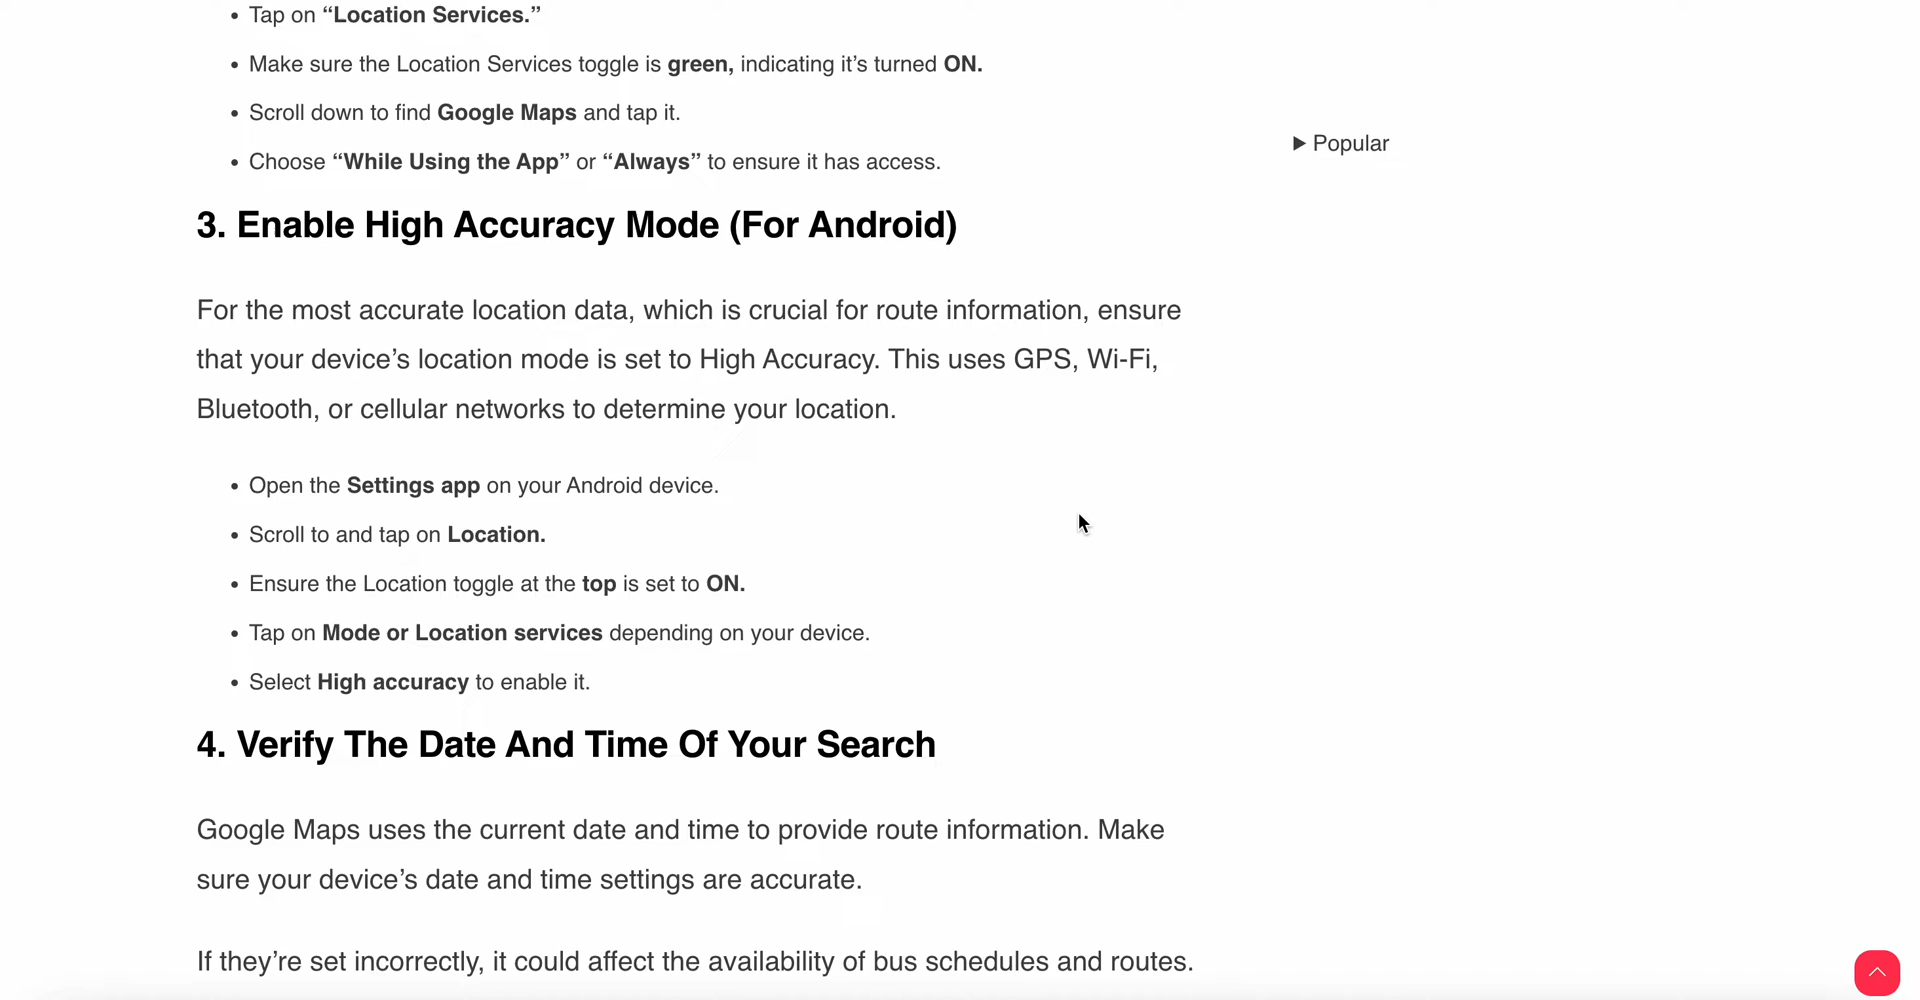 • Tap on “Location Services.”
• Make sure the Location Services toggle is green, indicating it’s turned ON.
• Scroll down to find Google Maps and tap it.
• Choose “While Using the App” or “Always” to ensure it has access.
▶ Popular
3. Enable High Accuracy Mode (For Android)
For the most accurate location data, which is crucial for route information, ensure
that your device’s location mode is set to High Accuracy. This uses GPS, Wi-Fi,
Bluetooth, or cellular networks to determine your location.
• Open the Settings app on your Android device.
• Scroll to and tap on Location.
• Ensure the Location toggle at the top is set to ON.
• Tap on Mode or Location services depending on your device.
• Select High accuracy to enable it.
4. Verify The Date And Time Of Your Search
Google Maps uses the current date and time to provide route information. Make
sure your device’s date and time settings are accurate.
If they’re set incorrectly, it could affect the availability of bus schedules and routes.